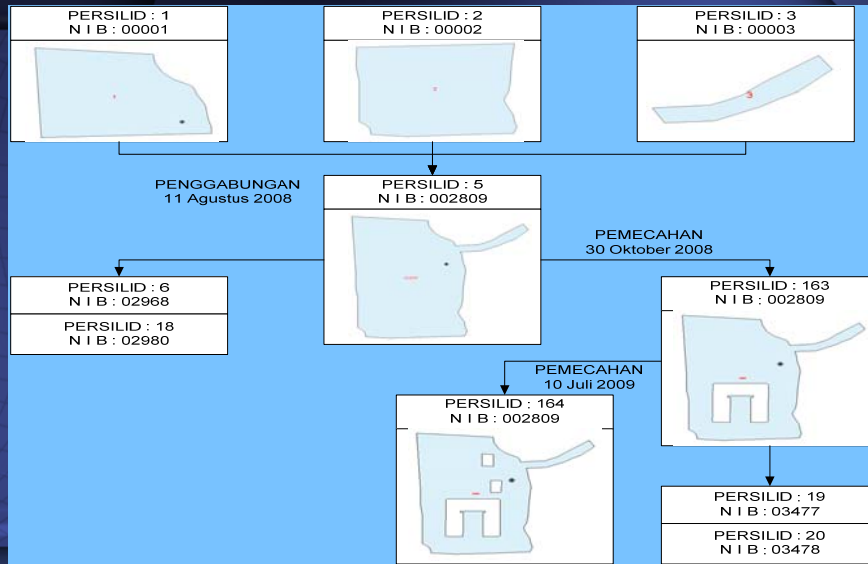 PERSILID : 1
N I B : 00001
PERSILID : 2
N I B : 00002
PERSILID : 3
N I B : 00003
3
PENGGABUNGAN
11 Agustus 2008
PERSILID : 5
N I B : 002809
PEMECAHAN
30 Oktober 2008
PERSILID : 6
N I B : 02968
PERSILID : 18
N I B : 02980
PERSILID : 163
N I B : 002809
PEMECAHAN
10 Juli 2009
PERSILID : 164
N I B : 002809
PERSILID : 19
N I B : 03477
PERSILID : 20
N I B : 03478